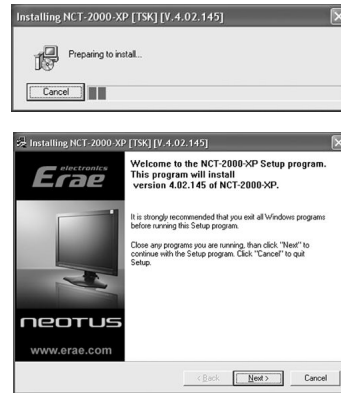 Installing NCT-2000-XP [TSK] [V.4.02.145]
Preparing to install...
Cancel
Installing NCT-2000-XP [TSK] [V.4.02.145]
electronics
Erae
NEOTUS
www.erae.com
Welcome to the NCT-2000-XP Setup program.
This program will install
version 4.02.145 of NCT-2000-XP.
It is strongly recommended that you exit all Windows programs
before running this Setup program.
Close any programs you are running, than click "Next" to
continue with the Setup program. Click "Cancel" to quit
Setup.
< Back
Next >
Cancel